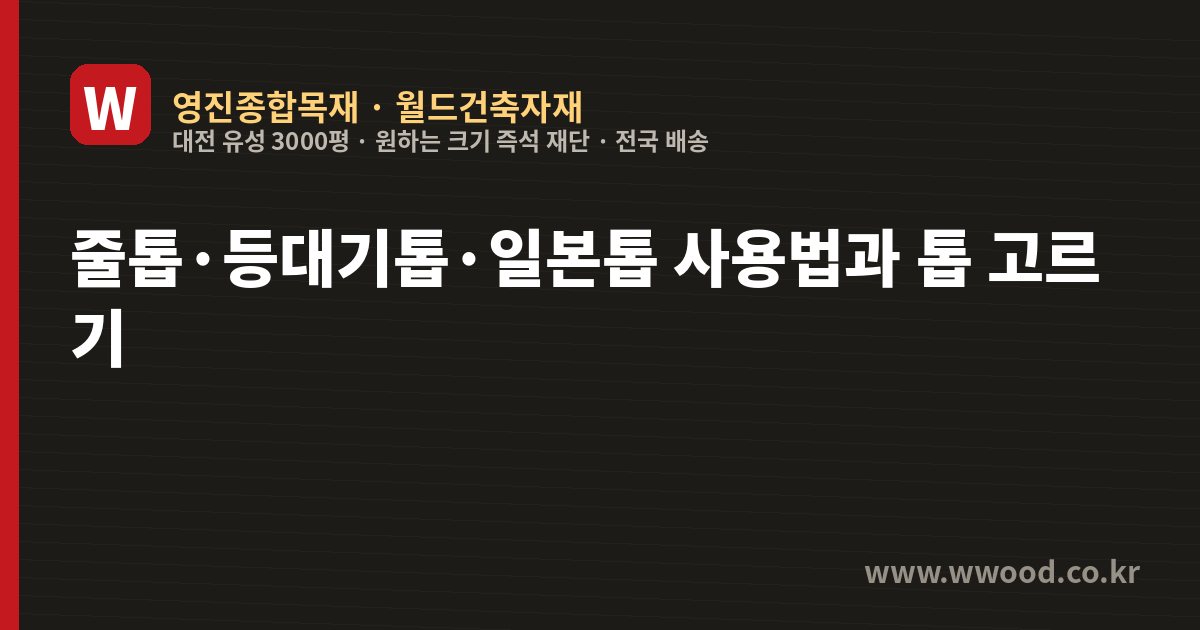 W
영진종합목재 · 월드건축자재
대전 유성 3000평 · 원하는 크기 즉석 재단 · 전국 배송
줄톱·등대기톱·일본톱 사용법과 톱 고르
기
www.wwood.co.kr